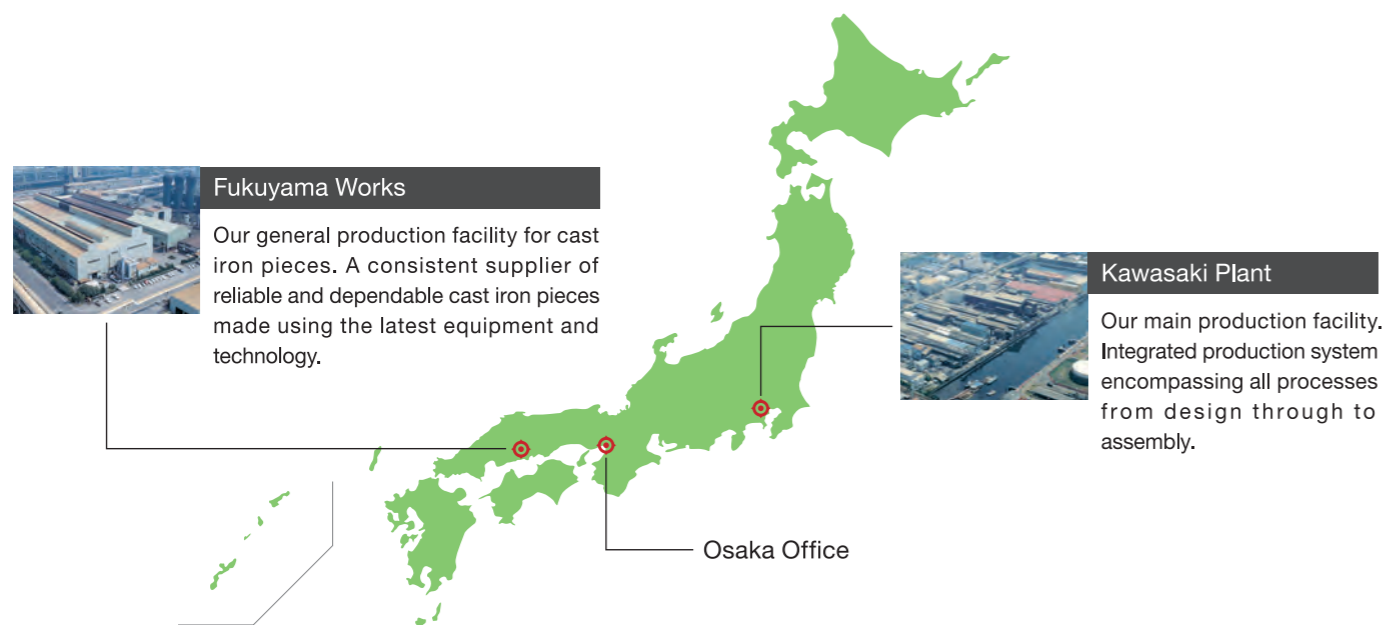 Fukuyama Works
Our general production facility for cast
iron pieces. A consistent supplier of
reliable and dependable cast iron pieces
made using the latest equipment and
technology.
Kawasaki Plant
Our main production facility.
Integrated production system
encompassing all processes
from design through to
assembly.
Osaka Office